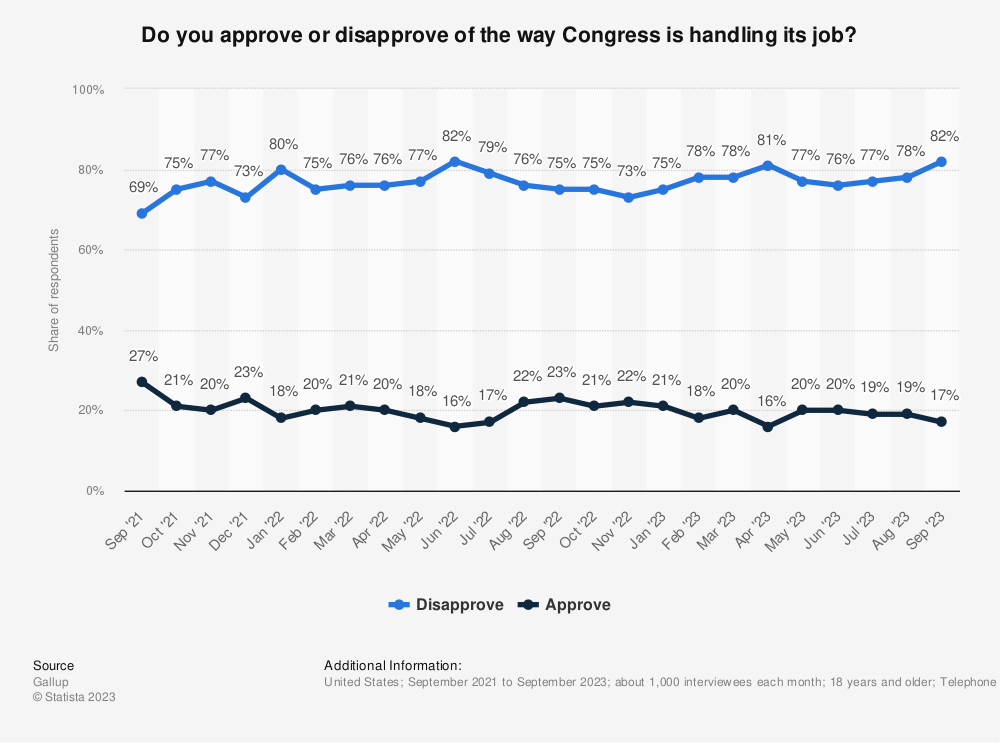 Do you approve or disapprove of the way Congress is handling its job?
Share of respondents
100%
80%
60%
40%
20%
0%
69% 75% 77% 73% 80% 75% 76% 76% 77% 82% 79% 76% 75% 75% 73% 75% 78% 78% 81% 77% 76% 77% 78% 82%
27% 21% 20% 23% 18% 20% 21% 20% 18% 16% 17% 22% 23% 21% 22% 21% 18% 20% 16% 20% 20% 19% 19% 17%
Sep '21 Oct '21 Nov '21 Dec '21 Jan '22 Feb '22 Mar '22 Apr '22 May '22 Jun '22 Jul '22 Aug '22 Sep '22 Oct '22 Nov '22 Jan '23 Feb '23 Mar '23 Apr '23 May '23 Jun '23 Jul '23 Aug '23 Sep '23
Disapprove Approve
Source
Gallup
© Statista 2023
Additional Information:
United States; September 2021 to September 2023; about 1,000 interviewees each month; 18 years and older; Telephone